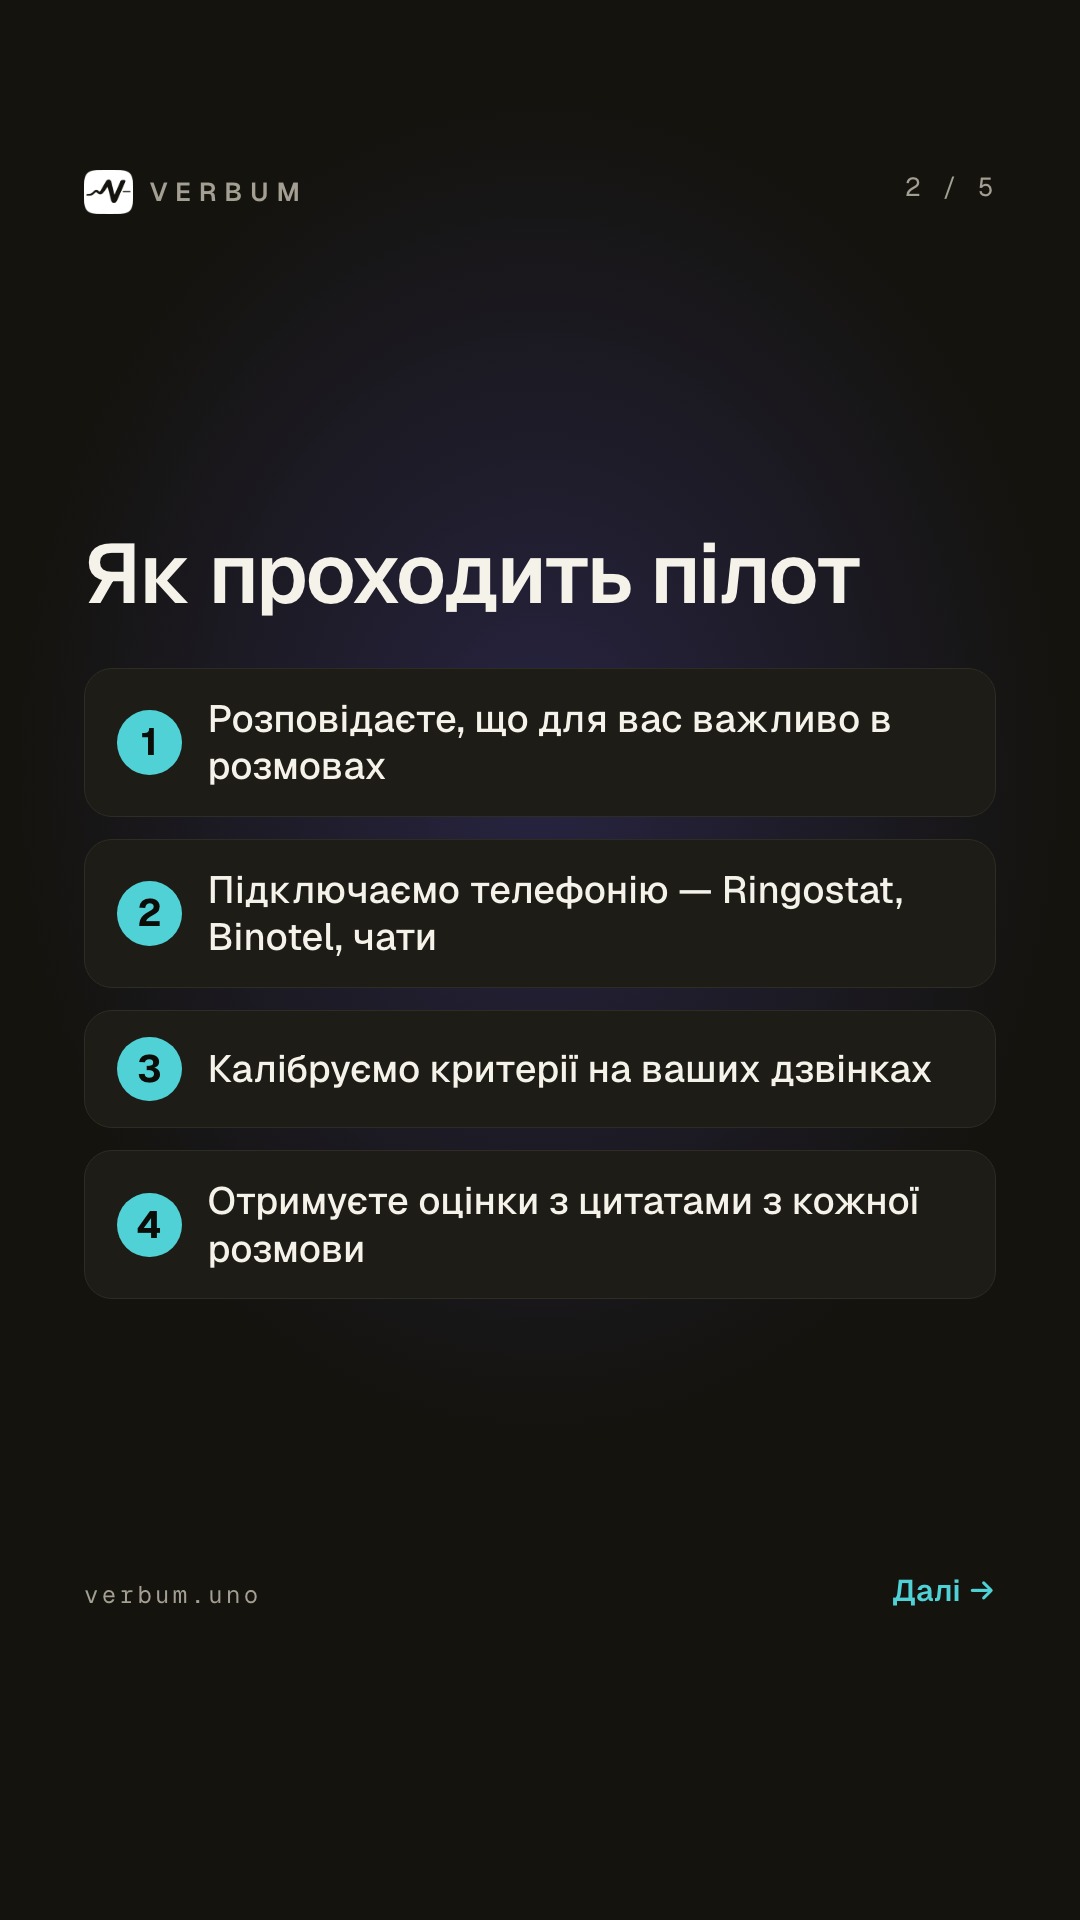 VERBUM
2 / 5
Як проходить пілот
1
Розповідаєте, що для вас важливо в
розмовах
2
Підключаємо телефонію — Ringostat,
Binotel, чати
3
Калібруємо критерії на ваших дзвінках
4
Отримуєте оцінки з цитатами з кожної
розмови
verbum.uno
Далі →